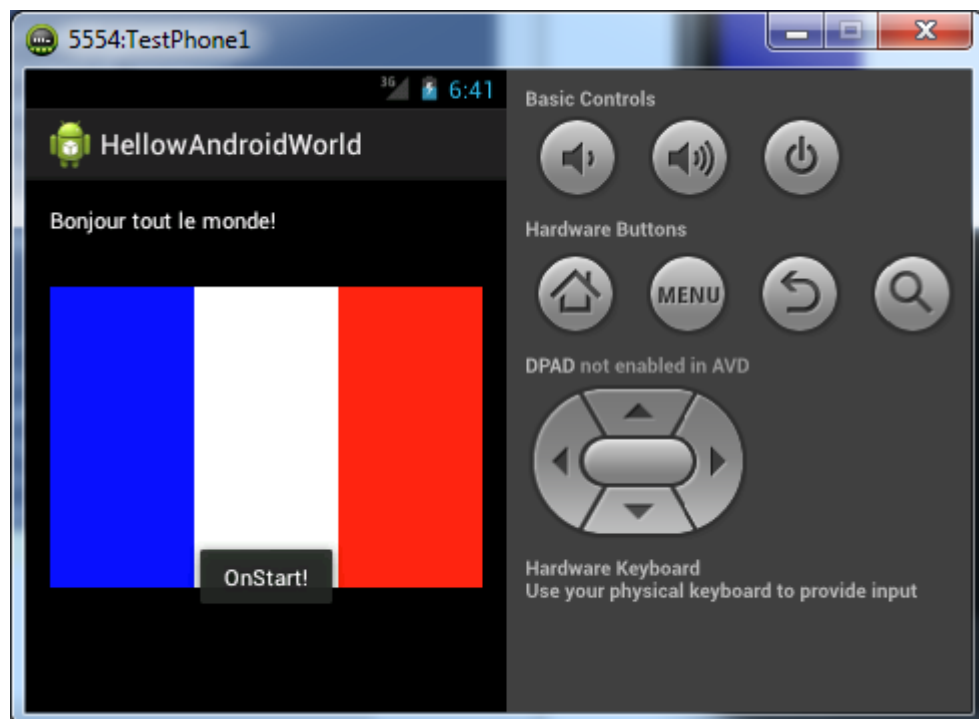 5554:TestPhone1
3G 6:41
HellowAndroidWorld
Bonjour tout le monde!
OnStart!
Basic Controls
Hardware Buttons
MENU
DPAD not enabled in AVD
Hardware Keyboard
Use your physical keyboard to provide input